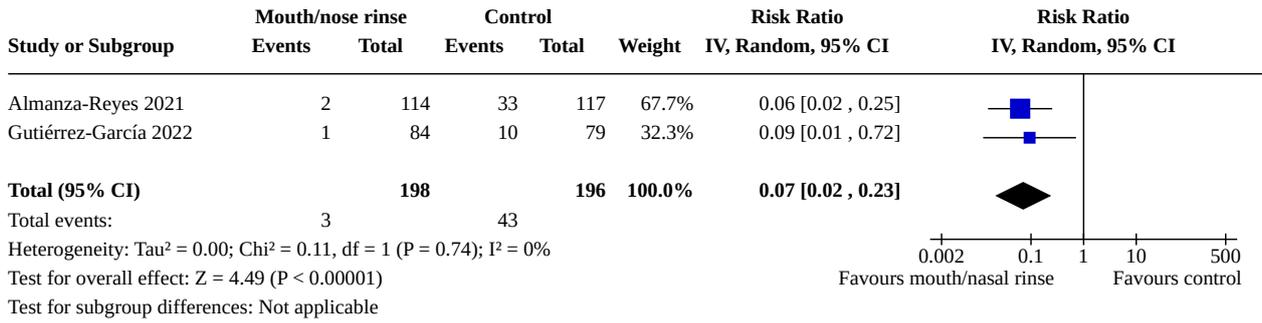 Mouth/nose rinse Control Risk Ratio Risk Ratio
Study or Subgroup Events Total Events Total Weight IV, Random, 95% CI IV, Random, 95% CI
Almanza-Reyes 2021 2 114 33 117 67.7% 0.06 [0.02 , 0.25]
Gutiérrez-García 2022 1 84 10 79 32.3% 0.09 [0.01 , 0.72]
Total (95% CI) 198 196 100.0% 0.07 [0.02 , 0.23]
Total events: 3 43
Heterogeneity: Tau² = 0.00; Chi² = 0.11, df = 1 (P = 0.74); I² = 0%
0.002 0.1 1 10 500
Test for overall effect: Z = 4.49 (P < 0.00001) Favours mouth/nasal rinse Favours control
Test for subgroup differences: Not applicable